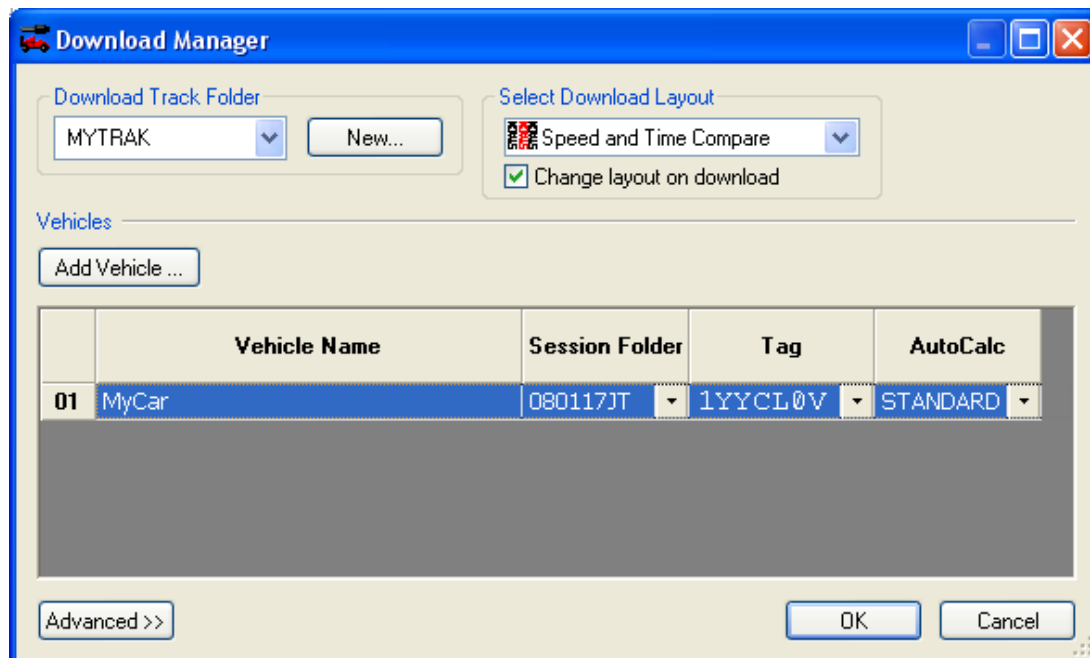 Download Manager
Download Track Folder
MYTRAK
New...
Select Download Layout
Speed and Time Compare
Change layout on download
Vehicles
Add Vehicle ...
Vehicle Name Session Folder Tag AutoCalc
01 MyCar 080117JT 1YYCL0V STANDARD
Advanced >> OK Cancel